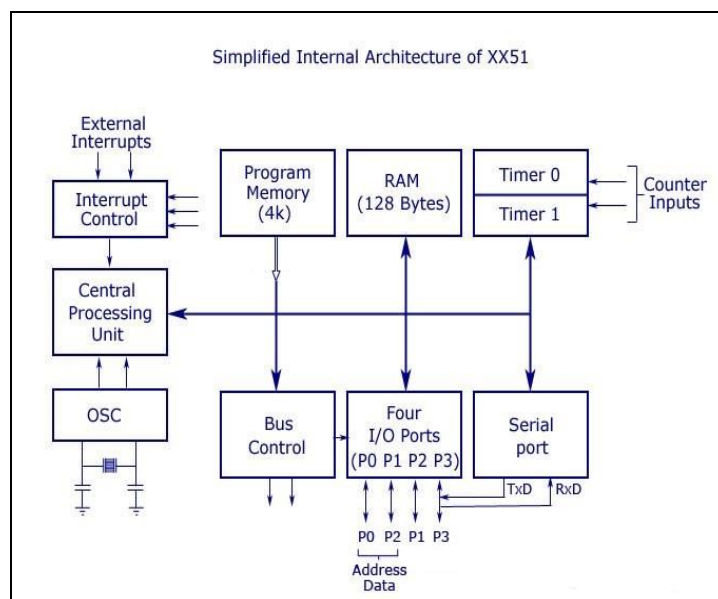 Simplified Internal Architecture of XX51
External
Interrupts
Interrupt
Control
Program
Memory
(4k)
RAM
(128 Bytes)
Timer 0
Timer 1
Counter
Inputs
Central
Processing
Unit
OSC
Bus
Control
Four
I/O Ports
(P0 P1 P2 P3)
Serial
port
TxD
RxD
P0
P2
P1
P3
Address
Data